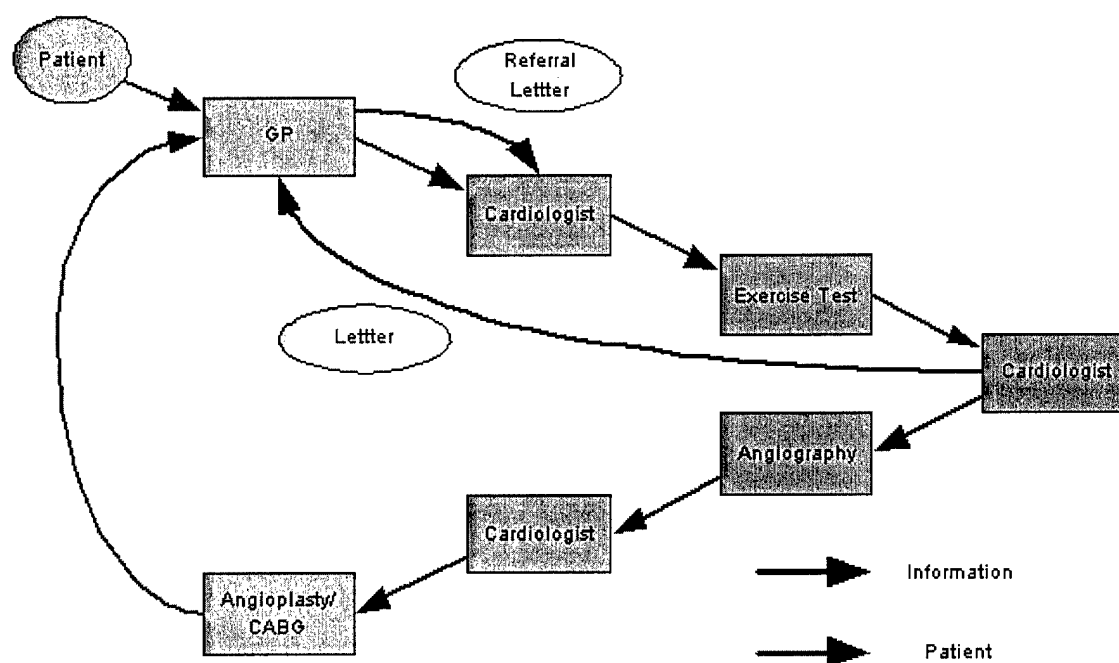 Patient
Referral
Lettter
GP
Cardiologist
Exercise Test
Lettter
Cardiologist
Angiography
Cardiologist
Angioplasty/
CABG
Information
Patient